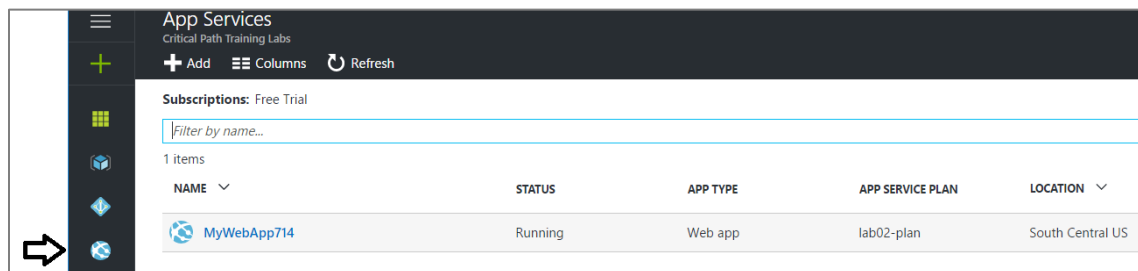 App Services
Critical Path Training Labs
Add Columns Refresh
Subscriptions: Free Trial
Filter by name...
1 items
NAME STATUS APP TYPE APP SERVICE PLAN LOCATION
MyWebApp714 Running Web app lab02-plan South Central US